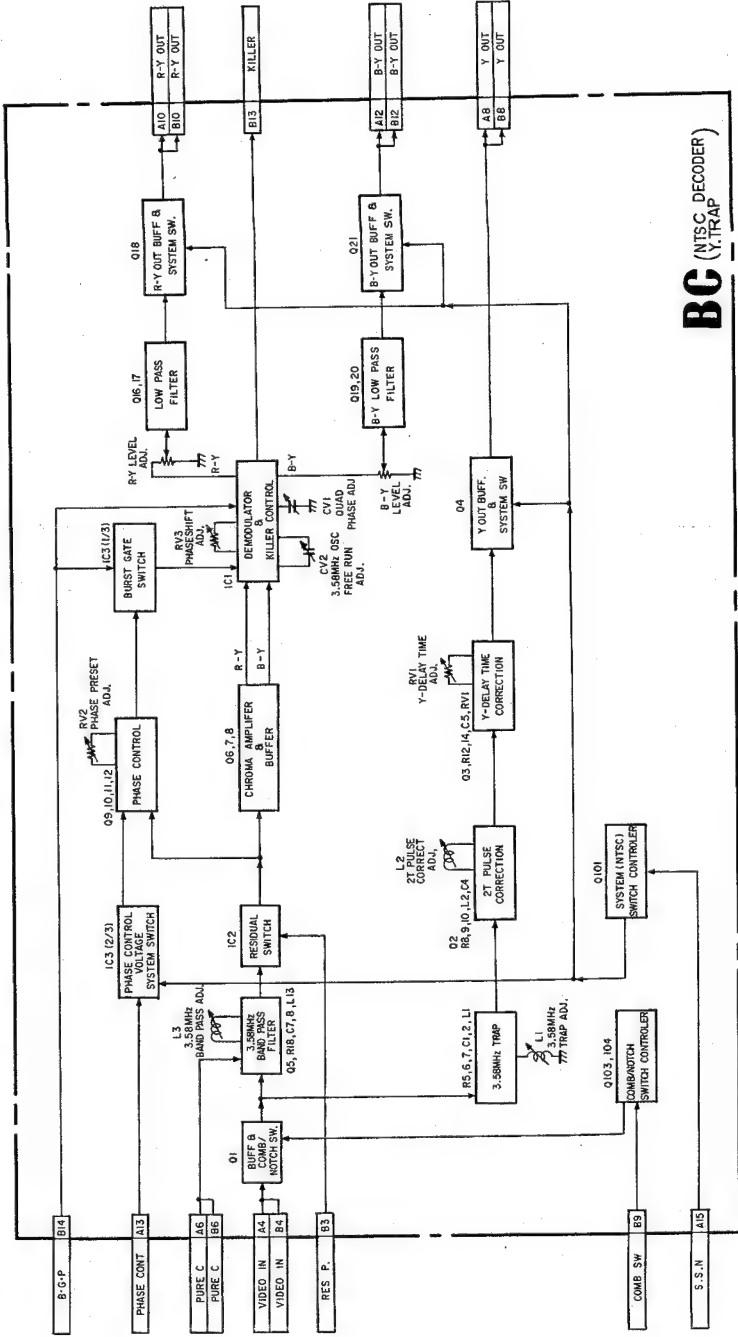 B·G·P B14
PHASE CONT A13
PURE C A6
PURE C B6
VIDEO IN A4
VIDEO IN B4
RES P. B3
COMB SW B9
S.S.N A15
Q1
BUFF &
COMB/
NOTCH SW.
L3
3.58MHz
BAND PASS ADJ.
3.58MHz
BAND PASS
FILTER
Q5, R18, C7, 8, L13
IC3 (2/3)
PHASE CONTROL
VOLTAGE
SYSTEM SWITCH
IC2
RESIDUAL
SWITCH
RV2
PHASE PRESET
ADJ.
PHASE CONTROL
Q9, 10, 11, 12
Q6, 7, 8
CHROMA AMPLIFER
&
BUFFER
R-Y
B-Y
IC3 (1/3)
BURST GATE
SWITCH
RV3
PHASESHIFT
ADJ.
IC1
DEMODULATOR
&
KILLER CONTROL
CV2
3.58MHz OSC
FREE RUN
ADJ.
CV1
QUAD
PHASE ADJ
R-Y LEVEL
ADJ.
R-Y
B-Y
B-Y
LEVEL
ADJ.
Q16, 17
LOW PASS
FILTER
Q19, 20
B-Y LOW PASS
FILTER
Q18
R-Y OUT BUFF &
SYSTEM SW.
Q21
B-Y OUT BUFF &
SYSTEM SW.
R5, 6, 7, C1, 2, L1
3.58MHz TRAP
L1
3.58MHz
TRAP ADJ.
L2
2T PULSE
CORRECT
ADJ.
2T PULSE
CORRECTION
Q2
R8, 9, 10, L2, C4
RV1
Y-DELAY TIME
ADJ.
Y-DELAY TIME
CORRECTION
Q3, R12, 14, C5, RV1
Q4
Y OUT BUFF.
&
SYSTEM SW
Q103, 104
COMB/NOTCH
SWITCH CONTROLER
Q101
SYSTEM (NTSC)
SWITCH CONTROLER
A10 R-Y OUT
B10 R-Y OUT
B13 KILLER
A12 B-Y OUT
B12 B-Y OUT
A8 Y OUT
B8 Y OUT
BC (NTSC DECODER
Y.TRAP)